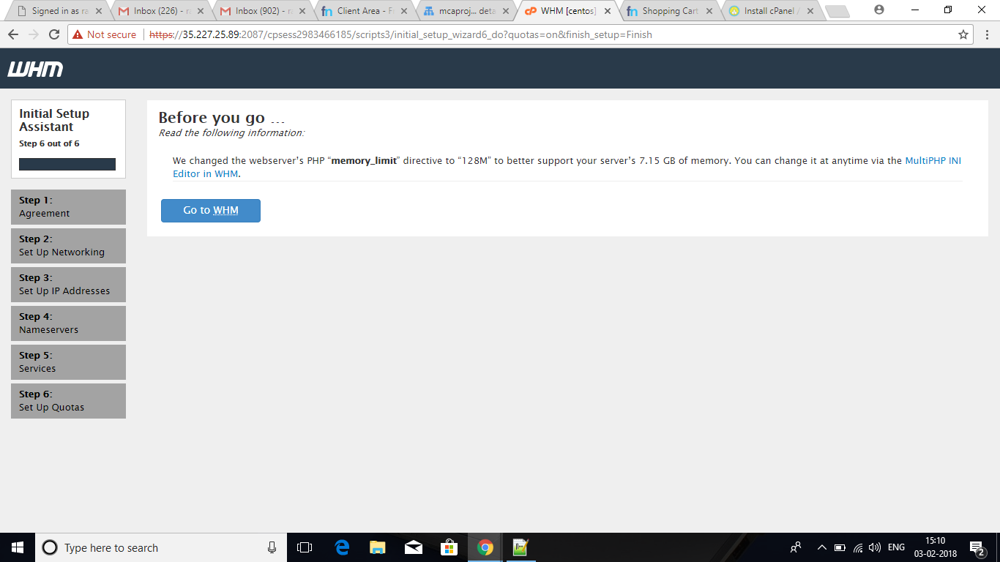 Signed in as ra
Inbox (226) - r
Inbox (902) - r
Client Area - F
mcaproj... deta
WHM [centos]
Shopping Cart
Install cPanel /
Not secure https://35.227.25.89:2087/cpsess2983466185/scripts3/initial_setup_wizard6_do?quotas=on&finish_setup=Finish
WHM
Initial Setup
Assistant
Step 6 out of 6
Step 1:
Agreement
Step 2:
Set Up Networking
Step 3:
Set Up IP Addresses
Step 4:
Nameservers
Step 5:
Services
Step 6:
Set Up Quotas
Before you go ...
Read the following information:
We changed the webserver's PHP “memory_limit” directive to “128M” to better support your server’s 7.15 GB of memory. You can change it at anytime via the MultiPHP INI
Editor in WHM.
Go to WHM
Type here to search
ENG
15:10
03-02-2018
2